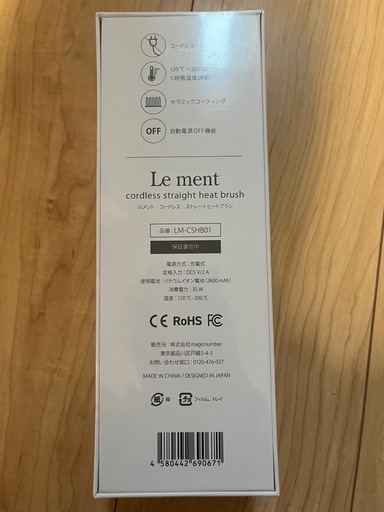 コードレス
120℃～200℃
5段階温度調節
セラミックコーティング
OFF
自動電源OFF機能
Le ment
cordless straight heat brush
ルメント コードレス ストレートヒートブラシ
品番 : LM-CSHB01
保証書在中
電源方式 : 充電式
定格入力 : DC5 V/2 A
使用電池 : リチウムイオン電池 (2600mAh)
消費電力 : 35 W
温度 : 120℃-200℃
CE RoHS FC
販売元 : 株式会社magicnumber
東京都品川区戸越5-4-3
お問い合わせ窓口 : 0120-476-037
MADE IN CHINA / DESIGNED IN JAPAN
紙 箱 プラ フィルム、トレイ
4 580442 690671